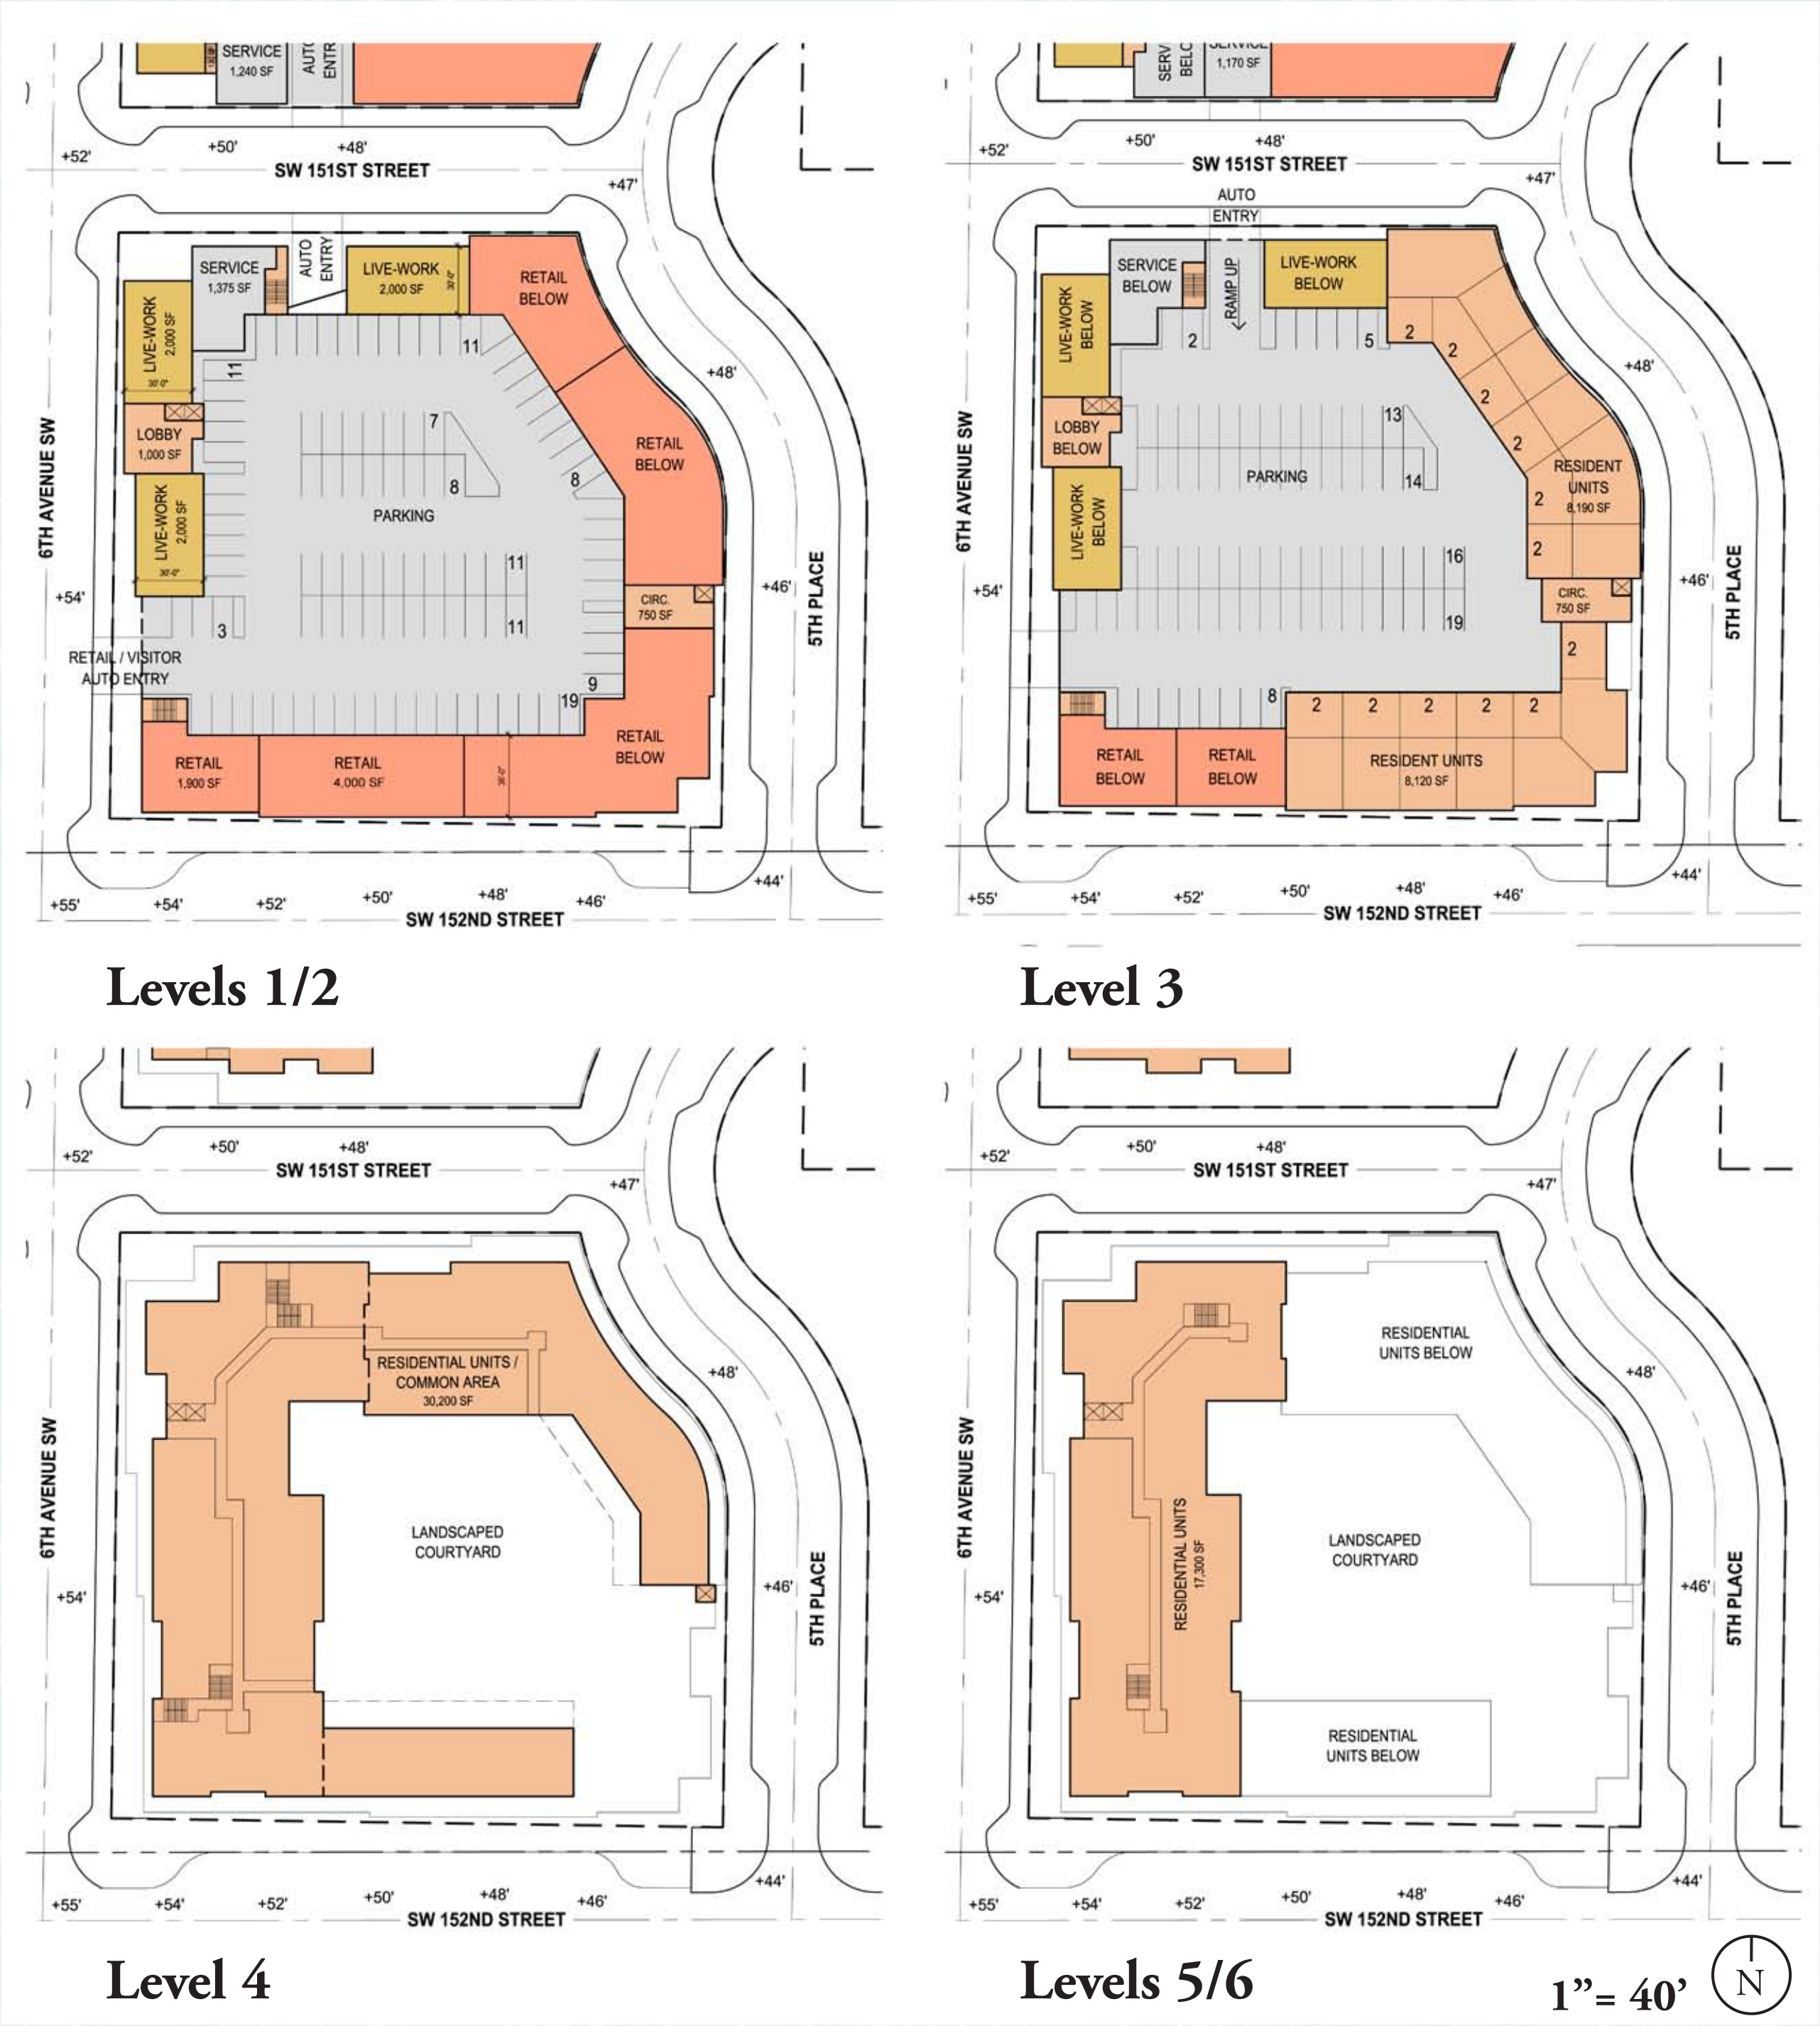 SERVICE
1,240 SF
AUTO
ENTRY
+52'
+50'
+48'
SW 151ST STREET
+47'
AUTO
ENTRY
SERVICE
1,375 SF
LIVE-WORK
2,000 SF
30'-0"
RETAIL
BELOW
LIVE-WORK
2,000 SF
30'-0"
11
11
+48'
LOBBY
1,000 SF
7
8
8
RETAIL
BELOW
6TH AVENUE SW
PARKING
LIVE-WORK
2,000 SF
30'-0"
11
+54'
+46'
5TH PLACE
CIRC.
750 SF
3
11
RETAIL / VISITOR
AUTO ENTRY
9
19
RETAIL
BELOW
RETAIL
1,900 SF
RETAIL
4,000 SF
+44'
+55'
+54'
+52'
+50'
+48'
+46'
SW 152ND STREET
Levels 1/2
SERVICE
1,170 SF
+52'
+50'
+48'
SW 151ST STREET
+47'
AUTO
ENTRY
SERVICE
BELOW
RAMP UP
LIVE-WORK
BELOW
LIVE-WORK
BELOW
2
5
2
2
+48'
2
13
LOBBY
BELOW
2
6TH AVENUE SW
PARKING
14
RESIDENT
UNITS
8,190 SF
2
LIVE-WORK
BELOW
16
2
+54'
+46'
5TH PLACE
CIRC.
750 SF
19
2
8
2
2
2
2
2
RETAIL
BELOW
RETAIL
BELOW
RESIDENT UNITS
8,120 SF
+44'
+55'
+54'
+52'
+50'
+48'
+46'
SW 152ND STREET
Level 3
+52'
+50'
+48'
SW 151ST STREET
+47'
RESIDENTIAL UNITS /
COMMON AREA
30,200 SF
+48'
6TH AVENUE SW
LANDSCAPED
COURTYARD
+54'
+46'
5TH PLACE
+44'
+55'
+54'
+52'
+50'
+48'
+46'
SW 152ND STREET
Level 4
+52'
+50'
+48'
SW 151ST STREET
+47'
RESIDENTIAL
UNITS BELOW
+48'
6TH AVENUE SW
RESIDENTIAL UNITS
17,300 SF
LANDSCAPED
COURTYARD
+54'
+46'
5TH PLACE
RESIDENTIAL
UNITS BELOW
+44'
+55'
+54'
+52'
+50'
+48'
+46'
SW 152ND STREET
Levels 5/6
1”= 40’
N